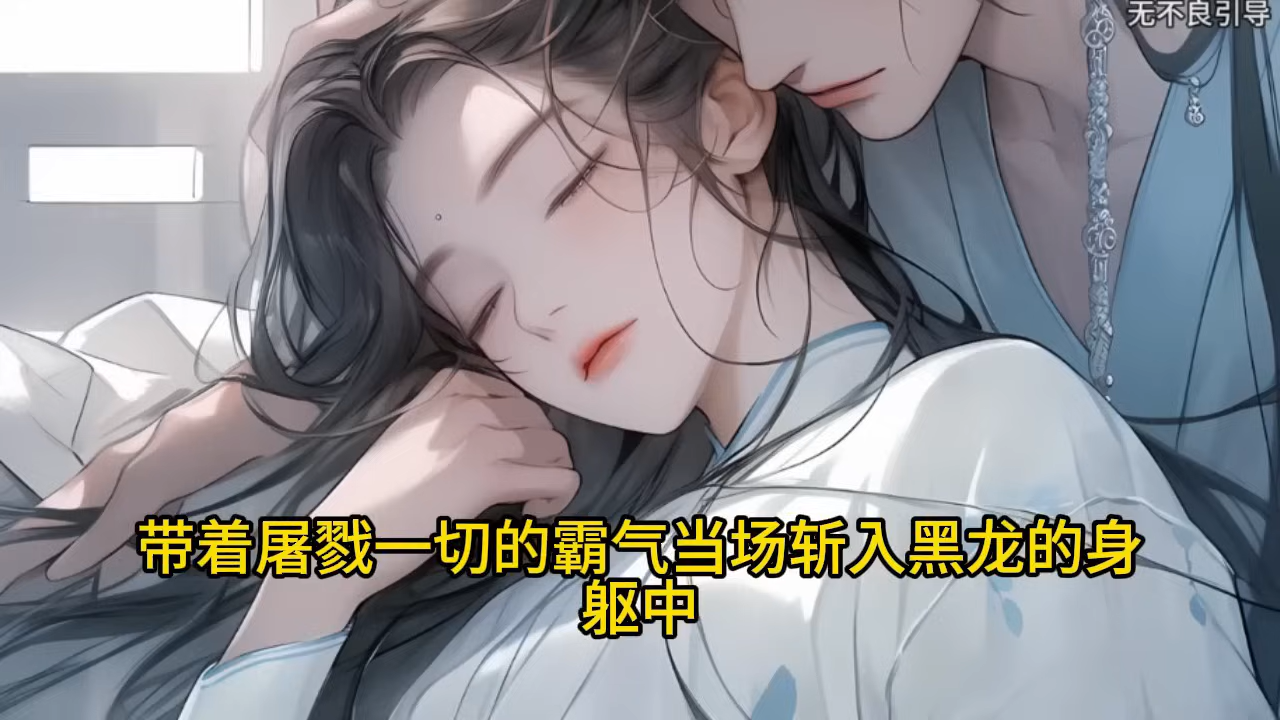 无不良引导
带着屠戮一切的霸气当场斩入黑龙的身
躯中